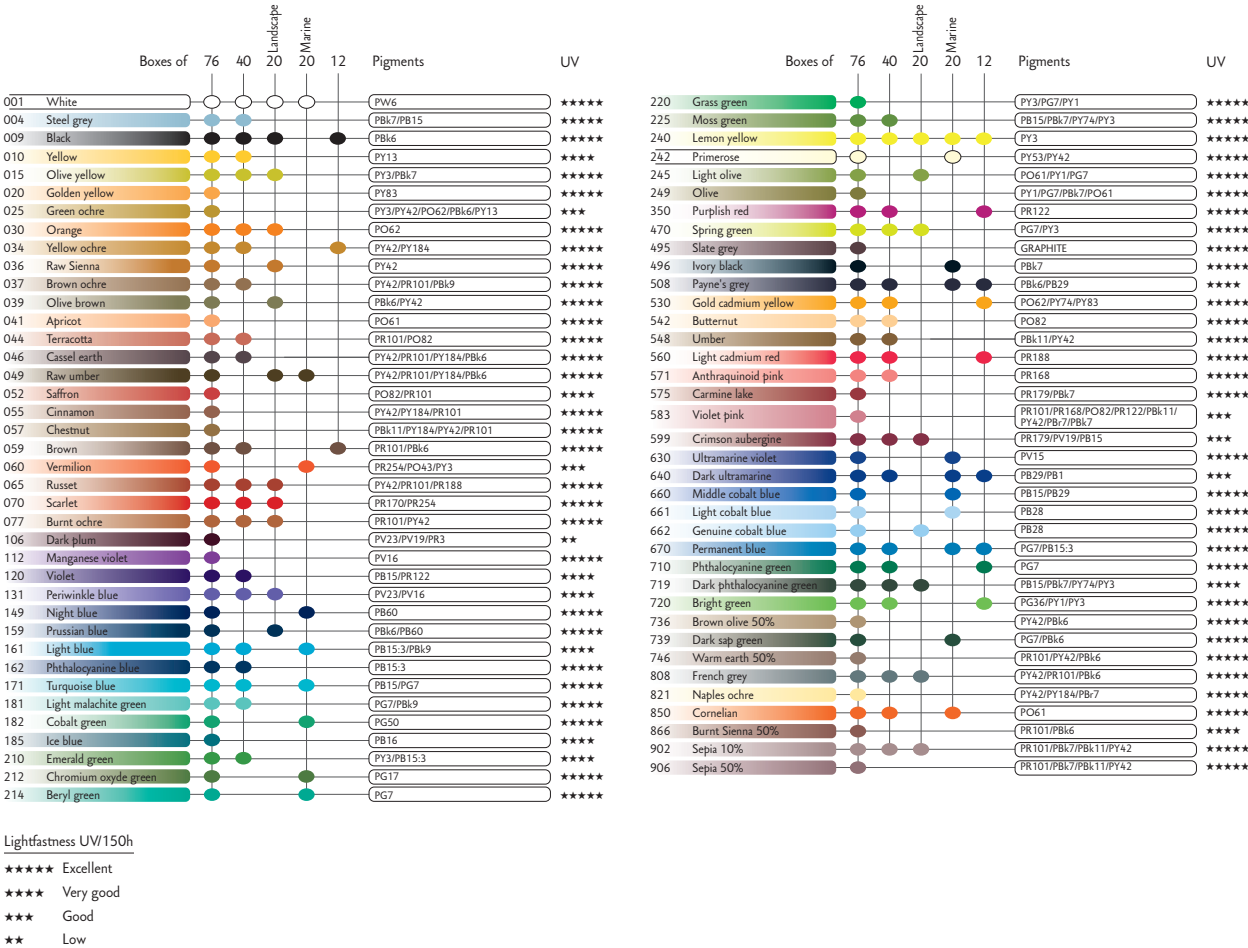 Boxes of 76 40 20 Landscape 20 Marine 12 Pigments UV
001 White PW6 ★★★★★
004 Steel grey PBk7/PB15 ★★★★★
009 Black PBk6 ★★★★★
010 Yellow PY13 ★★★★
015 Olive yellow PY3/PBk7 ★★★★★
020 Golden yellow PY83 ★★★★★
025 Green ochre PY3/PY42/PO62/PBk6/PY13 ★★★
030 Orange PO62 ★★★★★
034 Yellow ochre PY42/PY184 ★★★★★
036 Raw Sienna PY42 ★★★★★
037 Brown ochre PY42/PR101/PBk9 ★★★★★
039 Olive brown PBk6/PY42 ★★★★★
041 Apricot PO61 ★★★★★
044 Terracotta PR101/PO82 ★★★★★
046 Cassel earth PY42/PR101/PY184/PBk6 ★★★★★
049 Raw umber PY42/PR101/PY184/PBk6 ★★★★★
052 Saffron PO82/PR101 ★★★★
055 Cinnamon PY42/PY184/PR101 ★★★★★
057 Chestnut PBk11/PY184/PY42/PR101 ★★★★★
059 Brown PR101/PBk6 ★★★★★
060 Vermilion PR254/PO43/PY3 ★★★
065 Russet PY42/PR101/PR188 ★★★★★
070 Scarlet PR170/PR254 ★★★★★
077 Burnt ochre PR101/PY42 ★★★★★
106 Dark plum PV23/PV19/PR3 ★★
112 Manganese violet PV16 ★★★★★
120 Violet PB15/PR122 ★★★★
131 Periwinkle blue PV23/PV16 ★★★★
149 Night blue PB60 ★★★★★
159 Prussian blue PBk6/PB60 ★★★★★
161 Light blue PB15:3/PBk9 ★★★★
162 Phthalocyanine blue PB15:3 ★★★★★
171 Turquoise blue PB15/PG7 ★★★★★
181 Light malachite green PG7/PBk9 ★★★★★
182 Cobalt green PG50 ★★★★★
185 Ice blue PB16 ★★★★
210 Emerald green PY3/PB15:3 ★★★★
212 Chromium oxyde green PG17 ★★★★★
214 Beryl green PG7 ★★★★★
Boxes of 76 40 20 Landscape 20 Marine 12 Pigments UV
220 Grass green PY3/PG7/PY1 ★★★★★
225 Moss green PB15/PBk7/PY74/PY3 ★★★★★
240 Lemon yellow PY3 ★★★★★
242 Primerose PY53/PY42 ★★★★★
245 Light olive PO61/PY1/PG7 ★★★★★
249 Olive PY1/PG7/PBk7/PO61 ★★★★★
350 Purplish red PR122 ★★★★★
470 Spring green PG7/PY3 ★★★★★
495 Slate grey GRAPHITE ★★★★★
496 Ivory black PBk7 ★★★★★
508 Payne's grey PBk6/PB29 ★★★★
530 Gold cadmium yellow PO62/PY74/PY83 ★★★★★
542 Butternut PO82 ★★★★★
548 Umber PBk11/PY42 ★★★★★
560 Light cadmium red PR188 ★★★★★
571 Anthraquinoid pink PR168 ★★★★★
575 Carmine lake PR179/PBk7 ★★★★★
583 Violet pink PR101/PR168/PO82/PR122/PBk11/
PY42/PBr7/PBk7 ★★★
599 Crimson aubergine PR179/PV19/PB15 ★★★
630 Ultramarine violet PV15 ★★★★★
640 Dark ultramarine PB29/PB1 ★★★
660 Middle cobalt blue PB15/PB29 ★★★★★
661 Light cobalt blue PB28 ★★★★★
662 Genuine cobalt blue PB28 ★★★★★
670 Permanent blue PG7/PB15:3 ★★★★★
710 Phthalocyanine green PG7 ★★★★★
719 Dark phthalocyanine green PB15/PBk7/PY74/PY3 ★★★★
720 Bright green PG36/PY1/PY3 ★★★★★
736 Brown olive 50% PY42/PBk6 ★★★★★
739 Dark sap green PG7/PBk6 ★★★★★
746 Warm earth 50% PR101/PY42/PBk6 ★★★★★
808 French grey PY42/PR101/PBk6 ★★★★★
821 Naples ochre PY42/PY184/PBr7 ★★★★★
850 Cornelian PO61 ★★★★★
866 Burnt Sienna 50% PR101/PBk6 ★★★★
902 Sepia 10% PR101/PBk7/PBk11/PY42 ★★★★★
906 Sepia 50% PR101/PBk7/PBk11/PY42 ★★★★★
Lightfastness UV/150h
★★★★★ Excellent
★★★★ Very good
★★★ Good
★★ Low